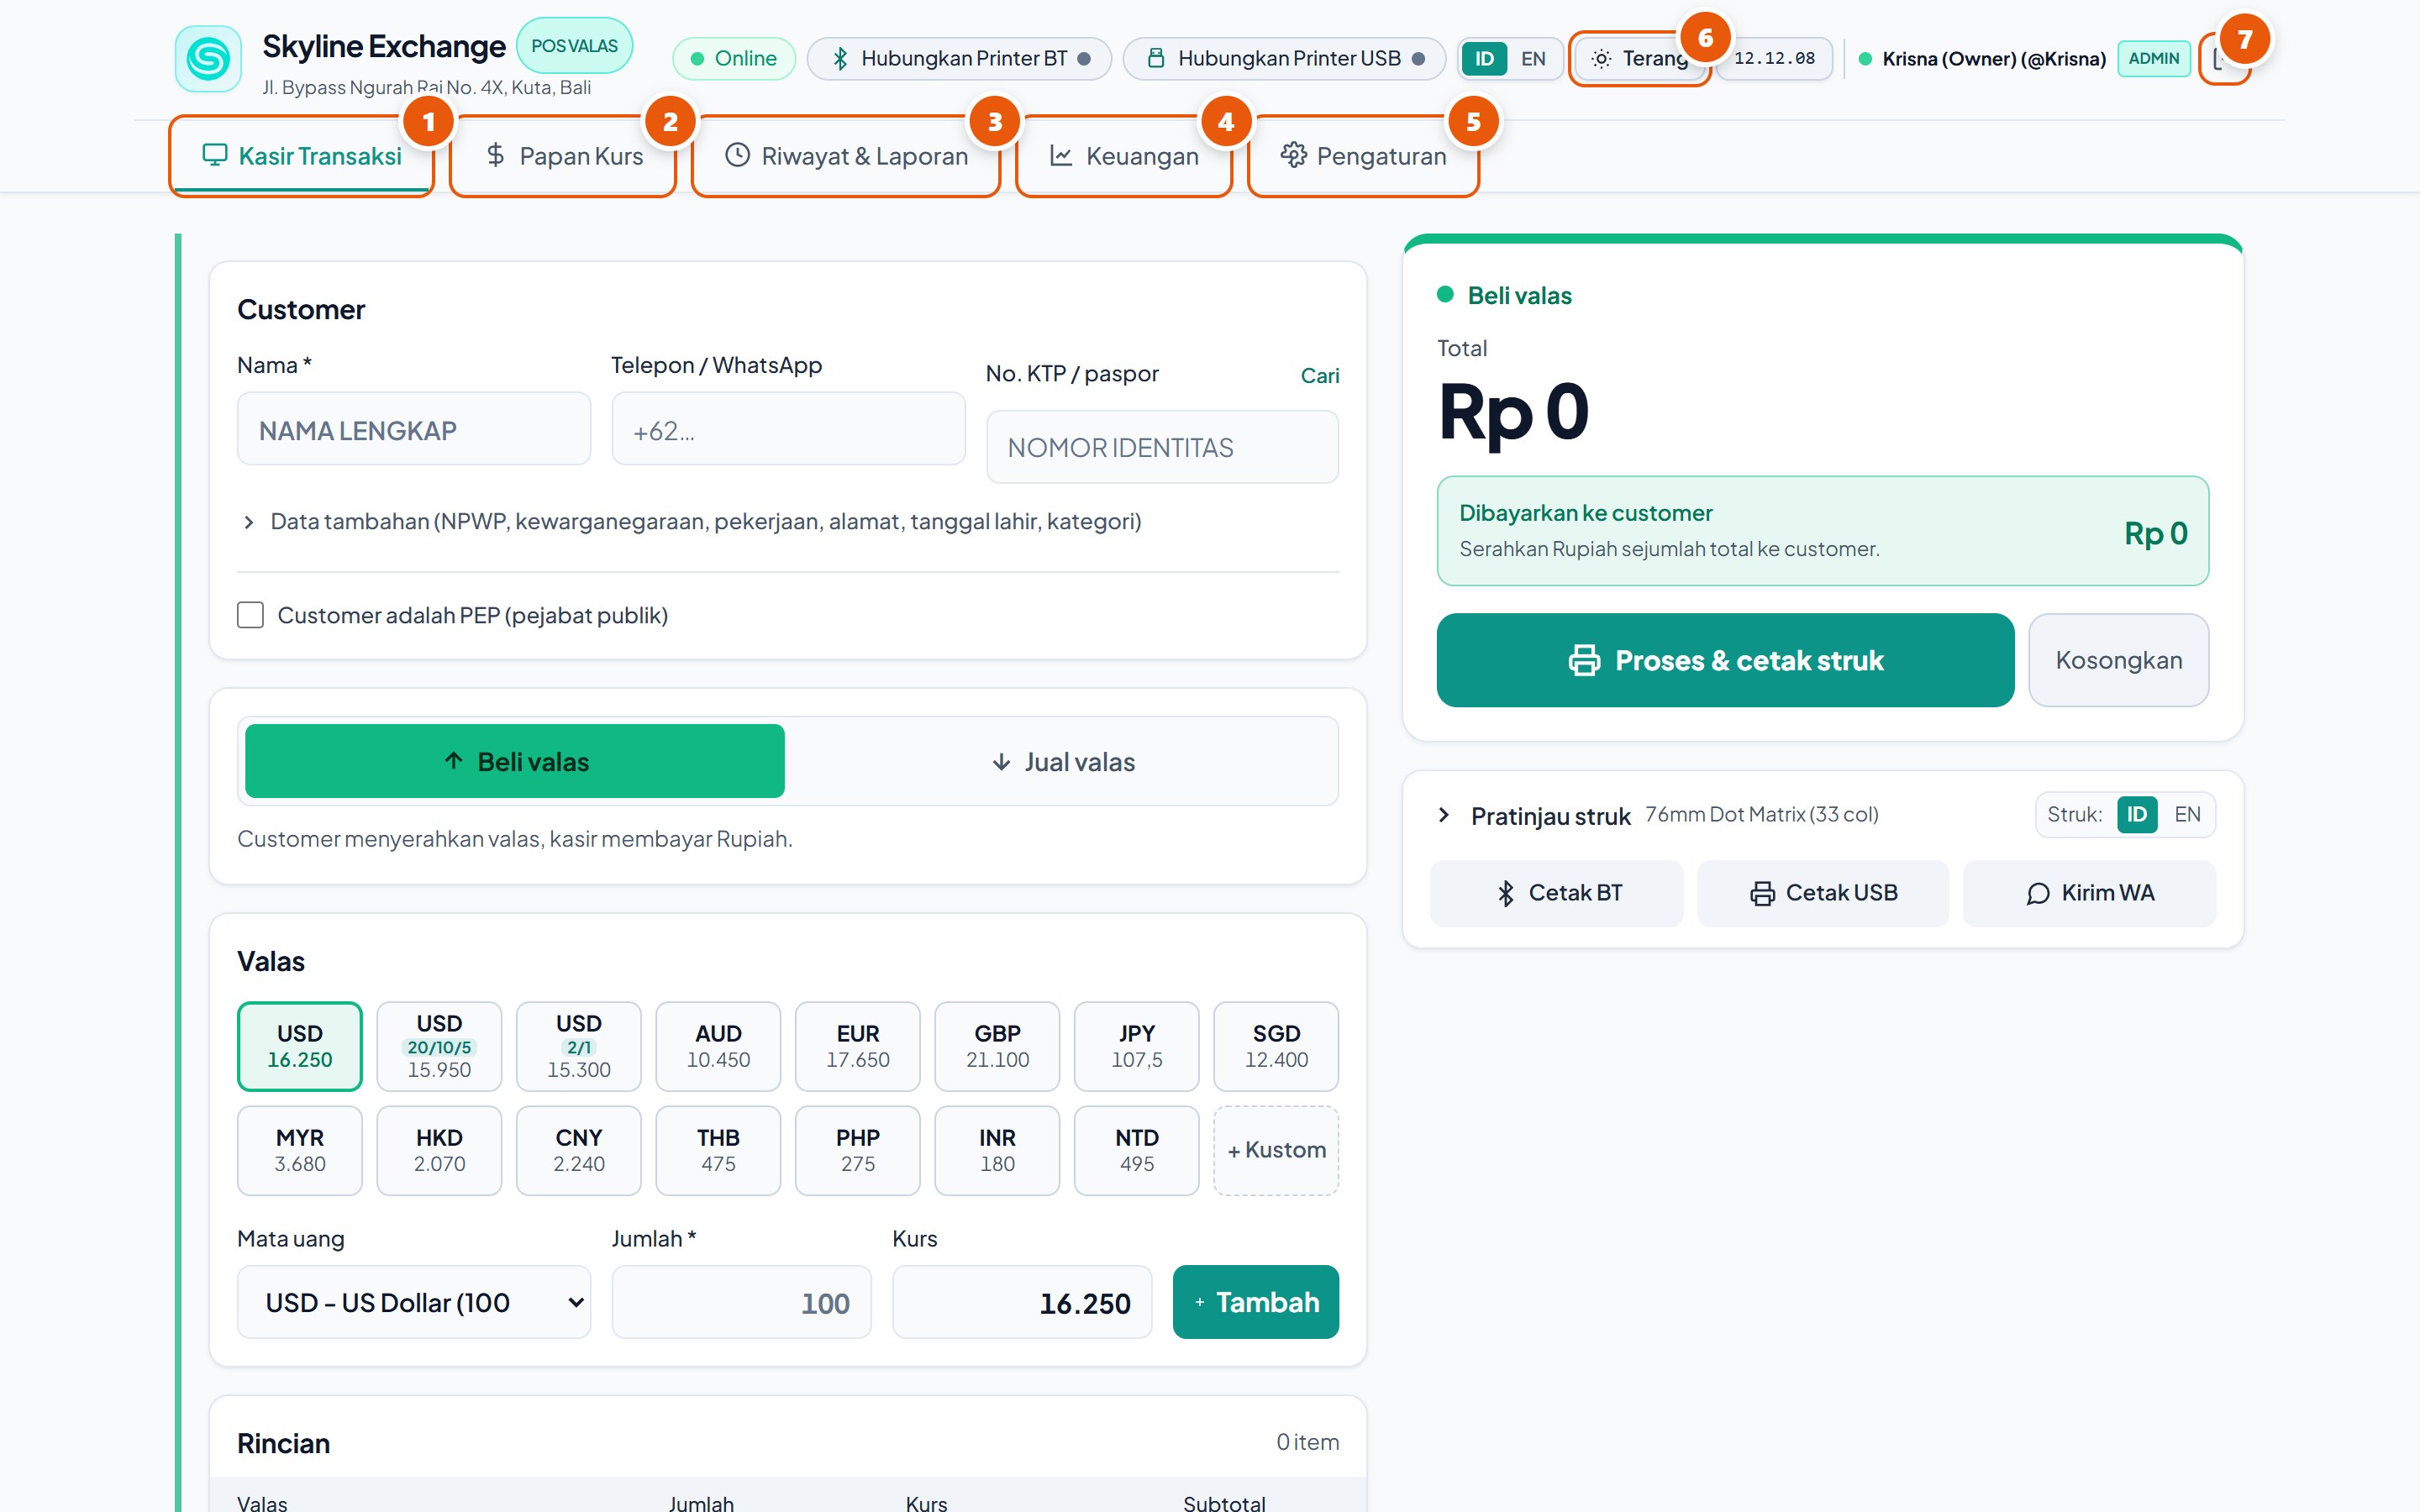 Skyline Exchange
POS VALAS
Jl. Bypass Ngurah Rai No. 4X, Kuta, Bali
Online
Hubungkan Printer BT
Hubungkan Printer USB
ID EN
Terang
6
12.12.08
Krisna (Owner) (@Krisna)
ADMIN
7
Kasir Transaksi
1
Papan Kurs
2
Riwayat & Laporan
3
Keuangan
4
Pengaturan
5
Customer
Nama *
Telepon / WhatsApp
No. KTP / paspor
Cari
NAMA LENGKAP
+62...
NOMOR IDENTITAS
Data tambahan (NPWP, kewarganegaraan, pekerjaan, alamat, tanggal lahir, kategori)
Customer adalah PEP (pejabat publik)
Beli valas
Jual valas
Customer menyerahkan valas, kasir membayar Rupiah.
Valas
USD
16.250
USD
20/10/5
15.950
USD
2/1
15.300
AUD
10.450
EUR
17.650
GBP
21.100
JPY
107,5
SGD
12.400
MYR
3.680
HKD
2.070
CNY
2.240
THB
475
PHP
275
INR
180
NTD
495
+ Kustom
Mata uang
Jumlah *
Kurs
USD - US Dollar (100
100
16.250
+ Tambah
Rincian
0 item
Valas
Jumlah
Kurs
Subtotal
Beli valas
Total
Rp 0
Dibayarkan ke customer
Serahkan Rupiah sejumlah total ke customer.
Rp 0
Proses & cetak struk
Kosongkan
Pratinjau struk
76mm Dot Matrix (33 col)
Struk: ID EN
Cetak BT
Cetak USB
Kirim WA